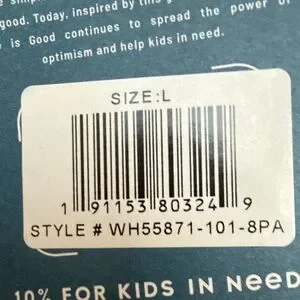 good. Today, inspired by this g
e is Good continues to spread the power of
optimism and help kids in need.
SIZE:L
1 91153 80324 9
STYLE # WH55871-101-8PA
10% FOR KIDS IN NEED